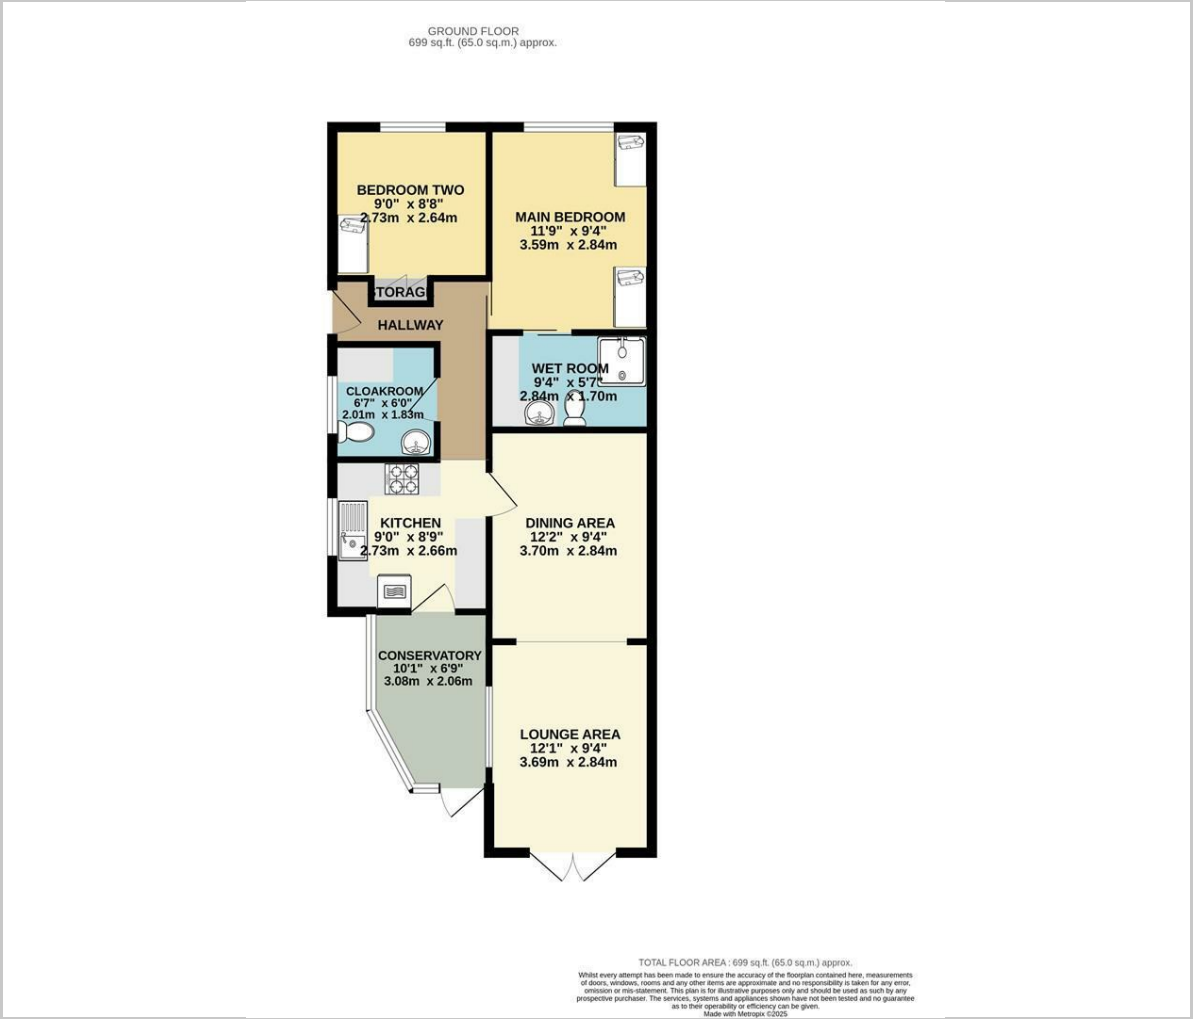 GROUND FLOOR
699 sq.ft. (65.0 sq.m.) approx.
BEDROOM TWO
9'0" x 8'8"
2.73m x 2.64m
MAIN BEDROOM
11'9" x 9'4"
3.59m x 2.84m
STORAGE
HALLWAY
WET ROOM
9'4" x 5'7"
2.84m x 1.70m
CLOAKROOM
6'7" x 6'0"
2.01m x 1.83m
KITCHEN
9'0" x 8'9"
2.73m x 2.66m
DINING AREA
12'2" x 9'4"
3.70m x 2.84m
CONSERVATORY
10'1" x 6'9"
3.08m x 2.06m
LOUNGE AREA
12'1" x 9'4"
3.69m x 2.84m
TOTAL FLOOR AREA : 699 sq.ft. (65.0 sq.m.) approx.
Whilst every attempt has been made to ensure the accuracy of the floorplan contained here, measurements
of doors, windows, rooms and any other items are approximate and no responsibility is taken for any error,
omission or mis-statement. This plan is for illustrative purposes only and should be used as such by any
prospective purchaser. The services, systems and appliances shown have not been tested and no guarantee
as to their operability or efficiency can be given.
Made with Metropix ©2025